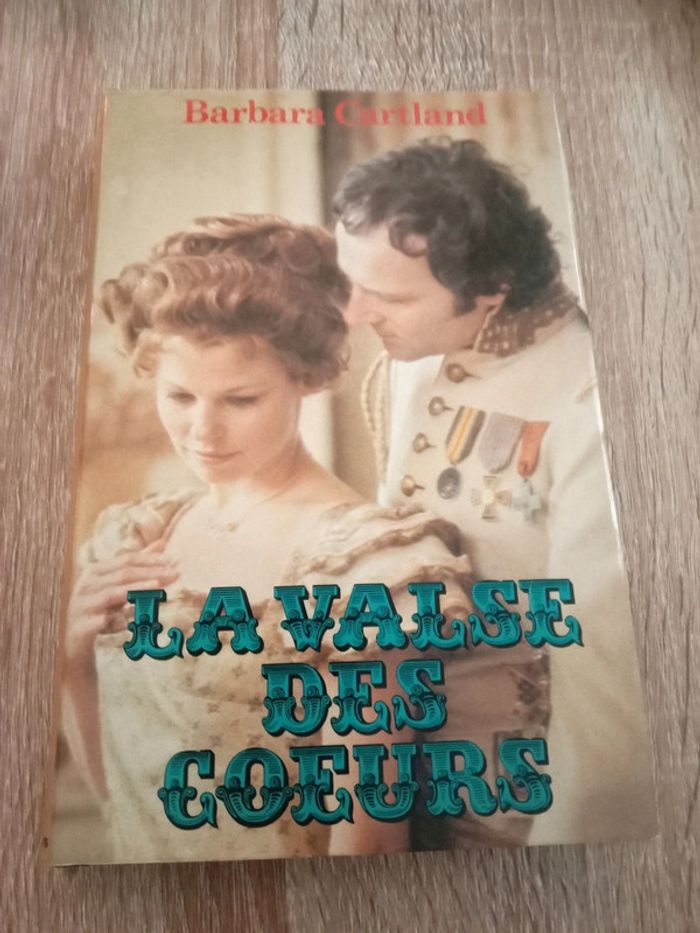 Barbara Cartland
LA VALSE
DES
COEURS